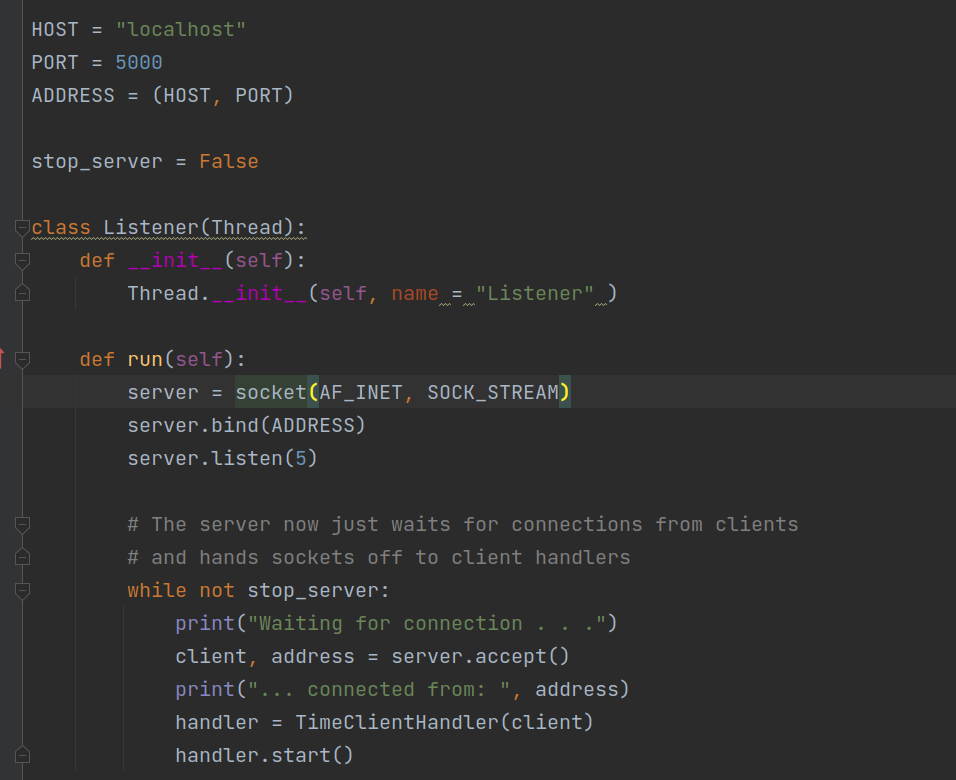 HOST = "localhost"
PORT = 5000
ADDRESS = (HOST, PORT)
stop_server = False
class Listener(Thread):
    def __init__(self):
        Thread.__init__(self, name = "Listener" )
    def run(self):
        server = socket(AF_INET, SOCK_STREAM)
        server.bind(ADDRESS)
        server.listen(5)
        # The server now just waits for connections from clients
        # and hands sockets off to client handlers
        while not stop_server:
            print("Waiting for connection . . .")
            client, address = server.accept()
            print("... connected from: ", address)
            handler = TimeClientHandler(client)
            handler.start()